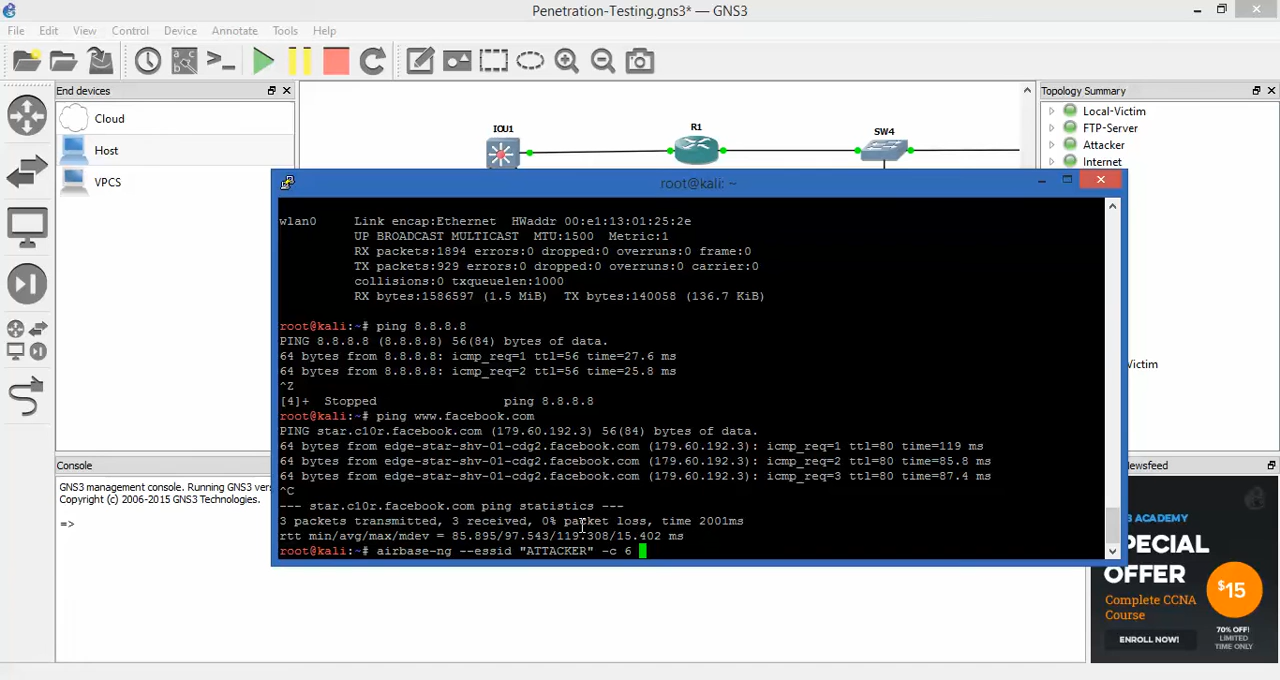 Penetration-Testing.gns3* — GNS3
File Edit View Control Device Annotate Tools Help
End devices
Cloud
Host
VPCS
IOU1
R1
SW4
Topology Summary
Local-Victim
FTP-Server
Attacker
Internet
root@kali: ~
wlan0 Link encap:Ethernet HWaddr 00:e1:13:01:25:2e
UP BROADCAST MULTICAST MTU:1500 Metric:1
RX packets:1894 errors:0 dropped:0 overruns:0 frame:0
TX packets:929 errors:0 dropped:0 overruns:0 carrier:0
collisions:0 txqueuelen:1000
RX bytes:1586597 (1.5 MiB) TX bytes:140058 (136.7 KiB)
root@kali:~# ping 8.8.8.8
PING 8.8.8.8 (8.8.8.8) 56(84) bytes of data.
64 bytes from 8.8.8.8: icmp_req=1 ttl=56 time=27.6 ms
64 bytes from 8.8.8.8: icmp_req=2 ttl=56 time=25.8 ms
^Z
[4]+ Stopped ping 8.8.8.8
root@kali:~# ping www.facebook.com
PING star.c10r.facebook.com (179.60.192.3) 56(84) bytes of data.
64 bytes from edge-star-shv-01-cdg2.facebook.com (179.60.192.3): icmp_req=1 ttl=80 time=119 ms
64 bytes from edge-star-shv-01-cdg2.facebook.com (179.60.192.3): icmp_req=2 ttl=80 time=85.8 ms
64 bytes from edge-star-shv-01-cdg2.facebook.com (179.60.192.3): icmp_req=3 ttl=80 time=87.4 ms
^C
--- star.c10r.facebook.com ping statistics ---
3 packets transmitted, 3 received, 0% packet loss, time 2001ms
rtt min/avg/max/mdev = 85.895/97.543/119.308/15.402 ms
root@kali:~# airbase-ng --essid "ATTACKER" -c 6
Victim
Console
GNS3 management console. Running GNS3 ver
Copyright (c) 2006-2015 GNS3 Technologies.
=>
Newsfeed
ACADEMY
SPECIAL
OFFER
$15
Complete CCNA
Course
70% OFF!
LIMITED
TIME ONLY
ENROLL NOW!